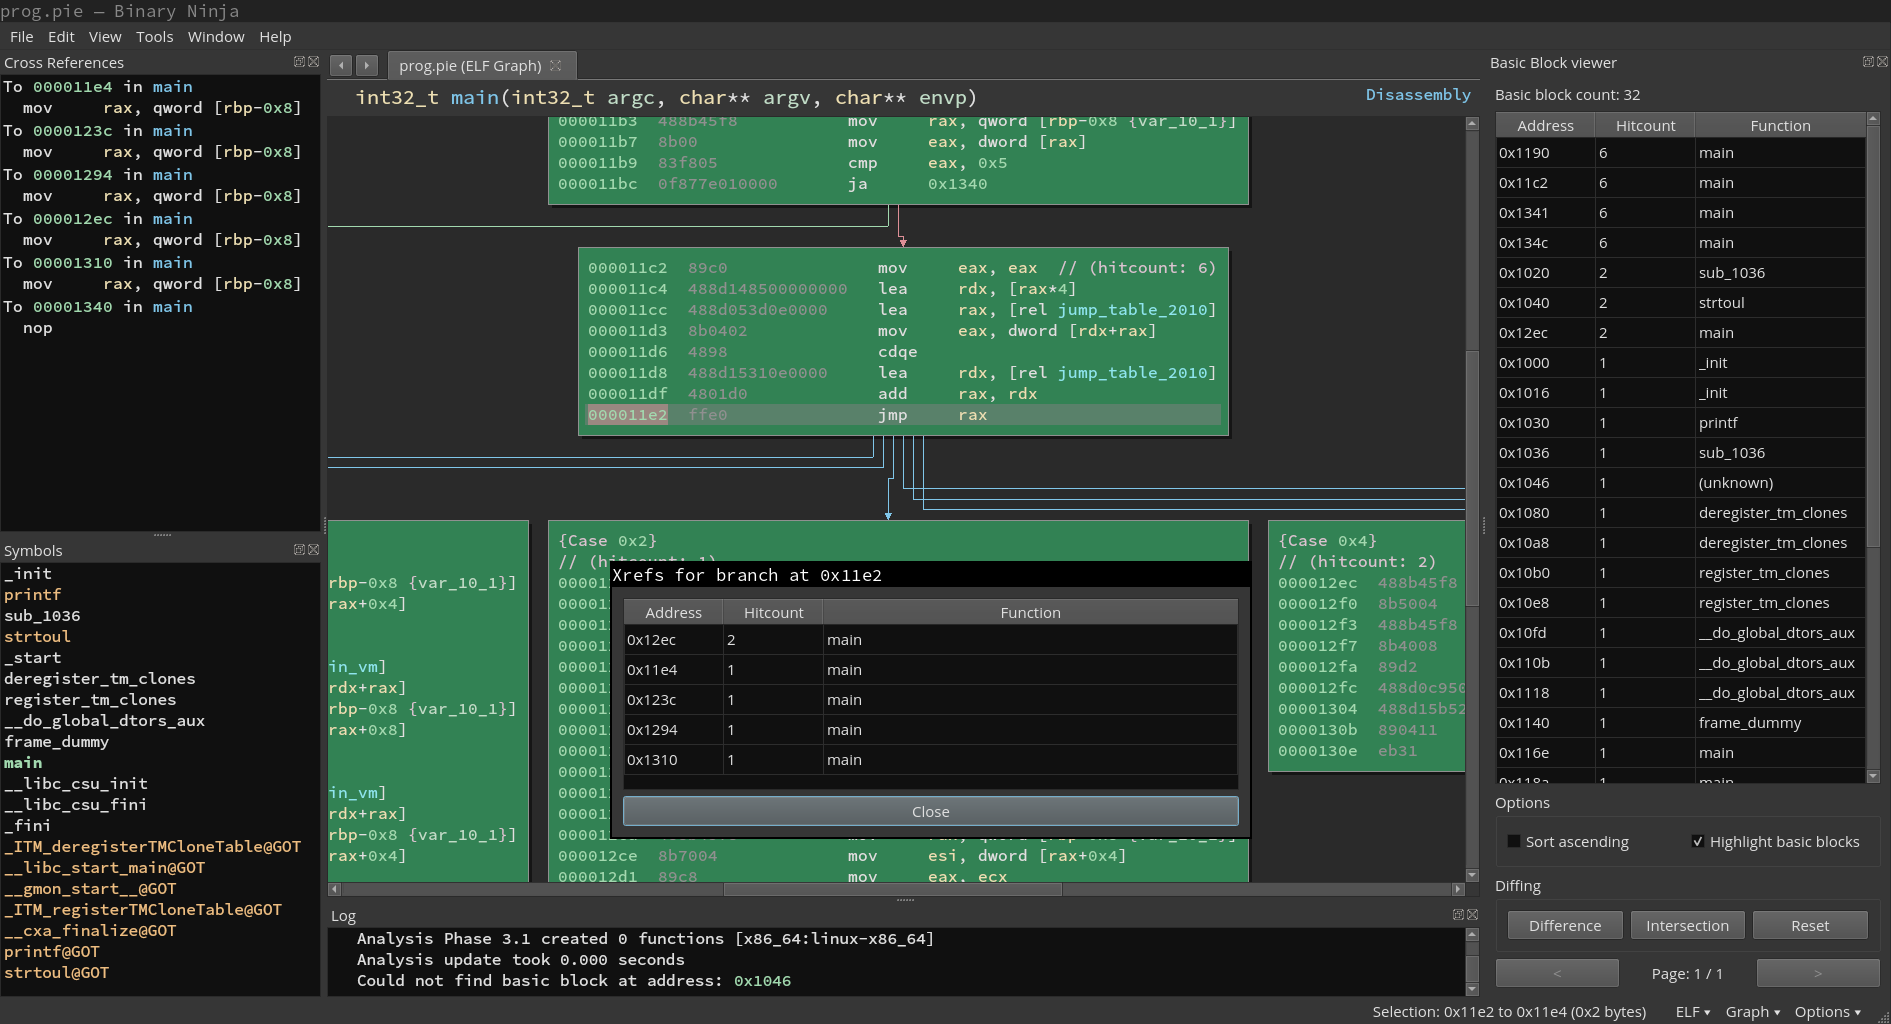 prog.pie — Binary Ninja
File Edit View Tools Window Help
Cross References
To 000011e4 in main
mov rax, qword [rbp-0x8]
To 0000123c in main
mov rax, qword [rbp-0x8]
To 00001294 in main
mov rax, qword [rbp-0x8]
To 000012ec in main
mov rax, qword [rbp-0x8]
To 00001310 in main
mov rax, qword [rbp-0x8]
To 00001340 in main
nop
Symbols
_init
printf
sub_1036
strtoul
_start
deregister_tm_clones
register_tm_clones
__do_global_dtors_aux
frame_dummy
main
__libc_csu_init
__libc_csu_fini
_fini
_ITM_deregisterTMCloneTable@GOT
__libc_start_main@GOT
__gmon_start__@GOT
_ITM_registerTMCloneTable@GOT
__cxa_finalize@GOT
printf@GOT
strtoul@GOT
prog.pie (ELF Graph)
int32_t main(int32_t argc, char** argv, char** envp)
Disassembly
000011b3 488b45f8 mov rax, qword [rbp-0x8 {var_10_1}]
000011b7 8b00 mov eax, dword [rax]
000011b9 83f805 cmp eax, 0x5
000011bc 0f877e010000 ja 0x1340
000011c2 89c0 mov eax, eax // (hitcount: 6)
000011c4 488d148500000000 lea rdx, [rax*4]
000011cc 488d053d0e0000 lea rax, [rel jump_table_2010]
000011d3 8b0402 mov eax, dword [rdx+rax]
000011d6 4898 cdqe
000011d8 488d15310e0000 lea rdx, [rel jump_table_2010]
000011df 4801d0 add rax, rdx
000011e2 ffe0 jmp rax
rbp-0x8 {var_10_1}]
rax+0x4]
in_vm]
rdx+rax]
rbp-0x8 {var_10_1}]
rax+0x8]
in_vm]
rdx+rax]
rbp-0x8 {var_10_1}]
rax+0x4]
{Case 0x2}
// (hitcount: 1)
00001
00001
00001
00001
00001
00001
00001
00001
00001
00001
00001
00001
00001
000012ce 8b7004 mov esi, dword [rax+0x4]
000012d1 89c8 mov eax, ecx
{Case 0x4}
// (hitcount: 2)
000012ec 488b45f8
000012f0 8b5004
000012f3 488b45f8
000012f7 8b4008
000012fa 89d2
000012fc 488d0c950
00001304 488d15b52
0000130b 890411
0000130e eb31
Xrefs for branch at 0x11e2
Address Hitcount Function
0x12ec 2 main
0x11e4 1 main
0x123c 1 main
0x1294 1 main
0x1310 1 main
Close
Log
Analysis Phase 3.1 created 0 functions [x86_64:linux-x86_64]
Analysis update took 0.000 seconds
Could not find basic block at address: 0x1046
Basic Block viewer
Basic block count: 32
Address Hitcount Function
0x1190 6 main
0x11c2 6 main
0x1341 6 main
0x134c 6 main
0x1020 2 sub_1036
0x1040 2 strtoul
0x12ec 2 main
0x1000 1 _init
0x1016 1 _init
0x1030 1 printf
0x1036 1 sub_1036
0x1046 1 (unknown)
0x1080 1 deregister_tm_clones
0x10a8 1 deregister_tm_clones
0x10b0 1 register_tm_clones
0x10e8 1 register_tm_clones
0x10fd 1 __do_global_dtors_aux
0x110b 1 __do_global_dtors_aux
0x1118 1 __do_global_dtors_aux
0x1140 1 frame_dummy
0x116e 1 main
0x118a 1 main
Options
Sort ascending Highlight basic blocks
Diffing
Difference Intersection Reset
< Page: 1 / 1 >
Selection: 0x11e2 to 0x11e4 (0x2 bytes) ELF Graph Options